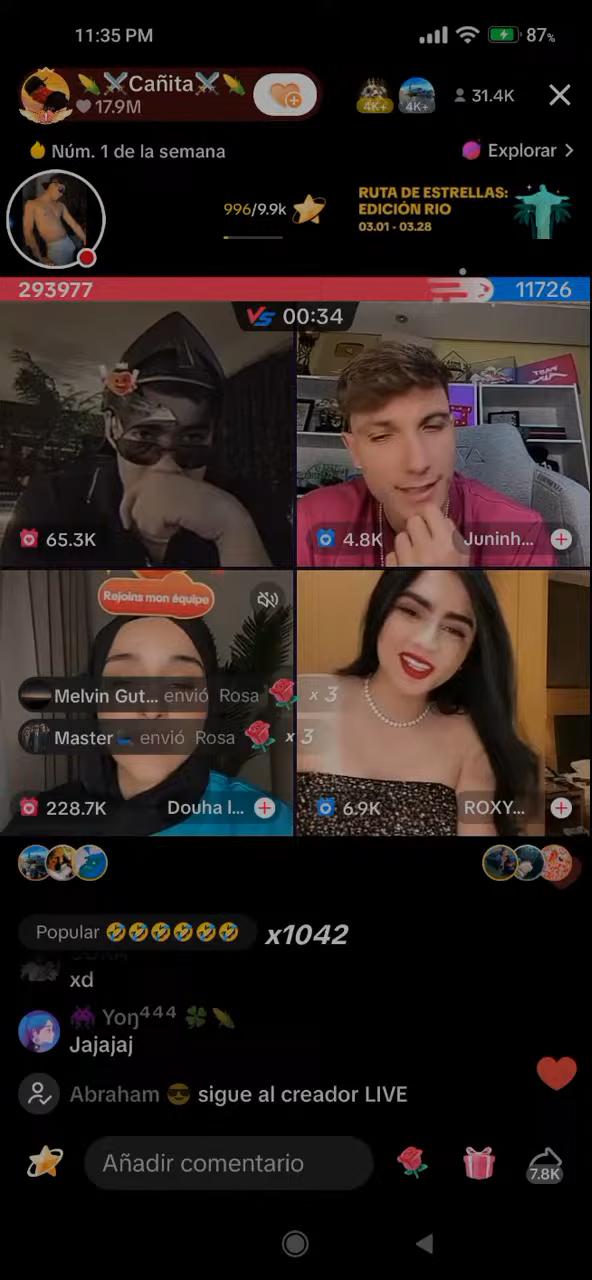 11:35 PM
87%
🌽⚔️Cañita⚔️🌽
17.9M
4K+
4K+
31.4K
Núm. 1 de la semana
Explorar
996/9.9k
RUTA DE ESTRELLAS:
EDICIÓN RIO
03.01 - 03.28
293977
11726
VS 00:34
65.3K
4.8K
Juninh...
Rejoins mon équipe
Melvin Gut... envió Rosa x 3
Master envió Rosa x 3
228.7K
Douha l...
6.9K
ROXY...
Popular 🤣🤣🤣🤣🤣🤣 x1042
xd
👾 Yoŋ⁴⁴⁴ 🍀🌽
Jajajaj
Abraham 😎 sigue al creador LIVE
Añadir comentario
7.8K